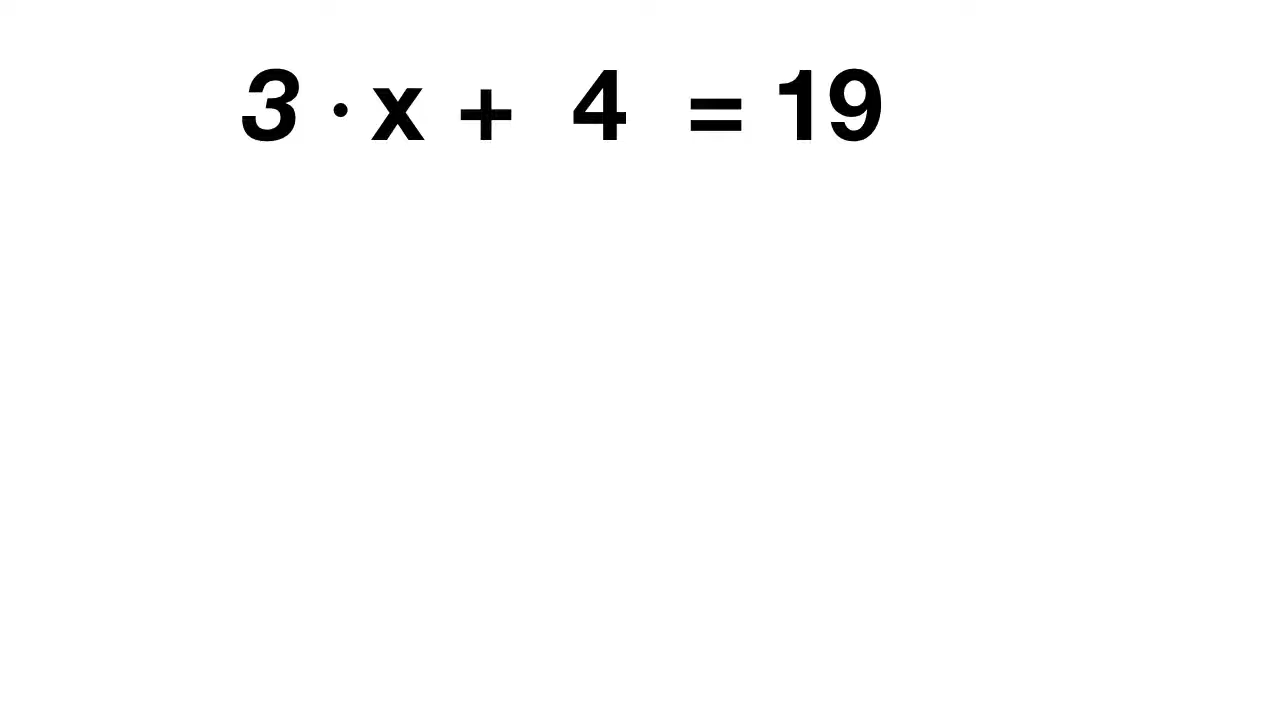 3 · x + 4 = 19